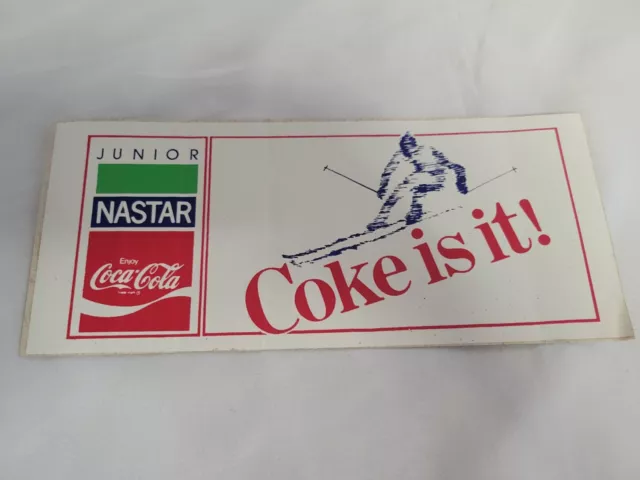 JUNIOR
NASTAR
Enjoy
Coca-Cola
Coke is it!